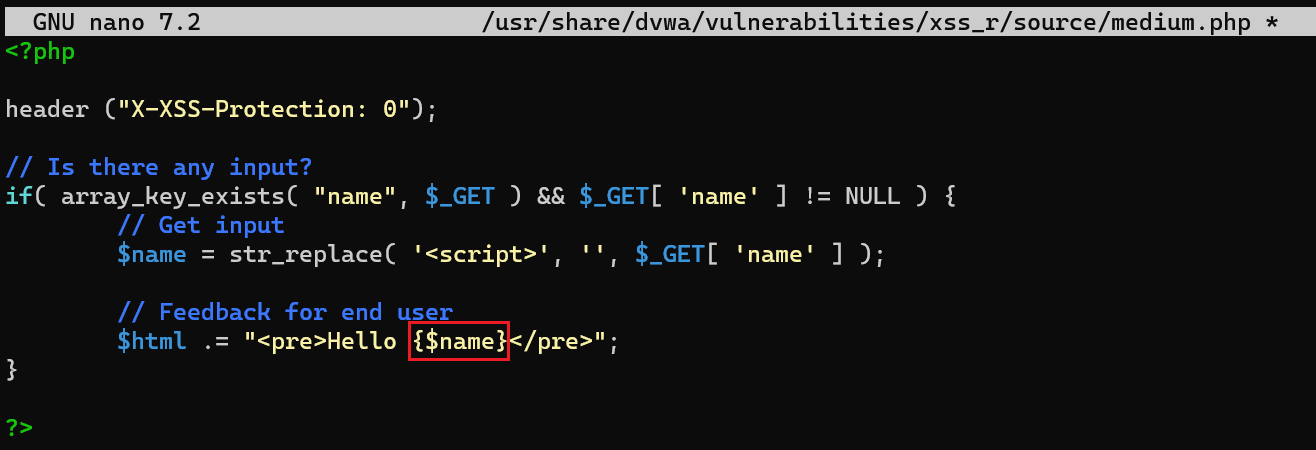 GNU nano 7.2 /usr/share/dvwa/vulnerabilities/xss_r/source/medium.php *
<?php
header ("X-XSS-Protection: 0");
// Is there any input?
if( array_key_exists( "name", $_GET ) && $_GET[ 'name' ] != NULL ) {
// Get input
$name = str_replace( '<script>', '', $_GET[ 'name' ] );
// Feedback for end user
$html .= "<pre>Hello {$name}</pre>";
}
?>